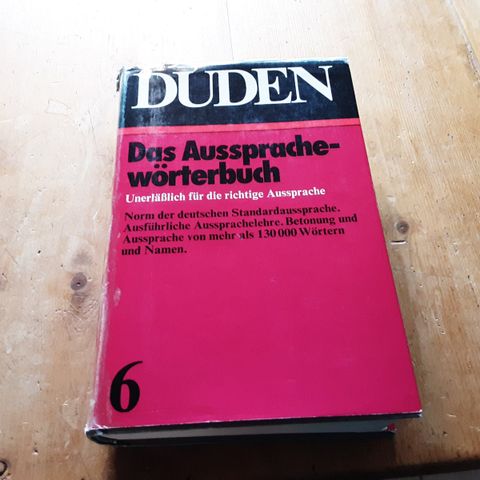 DUDEN
Das Aussprache-
wörterbuch
Unerläßlich für die richtige Aussprache
Norm der deutschen Standardaussprache.
Ausführliche Aussprachelehre. Betonung und
Aussprache von mehr als 130 000 Wörtern
und Namen.
6